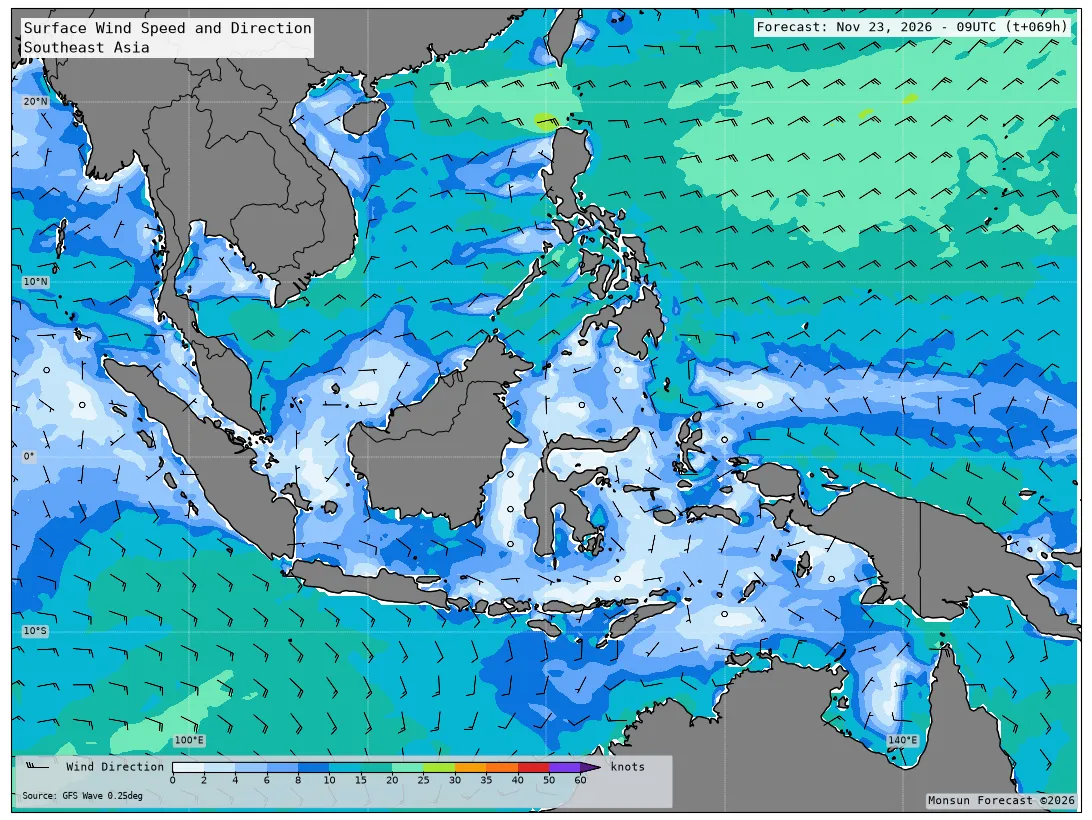 Surface Wind Speed and Direction
Southeast Asia
Forecast: Nov 23, 2026 - 09UTC (t+069h)
20°N
10°N
0°
10°S
100°E
140°E
Wind Direction
knots
0 2 4 6 8 10 15 20 25 30 35 40 50 60
Source: GFS Wave 0.25deg
Monsun Forecast ©2026